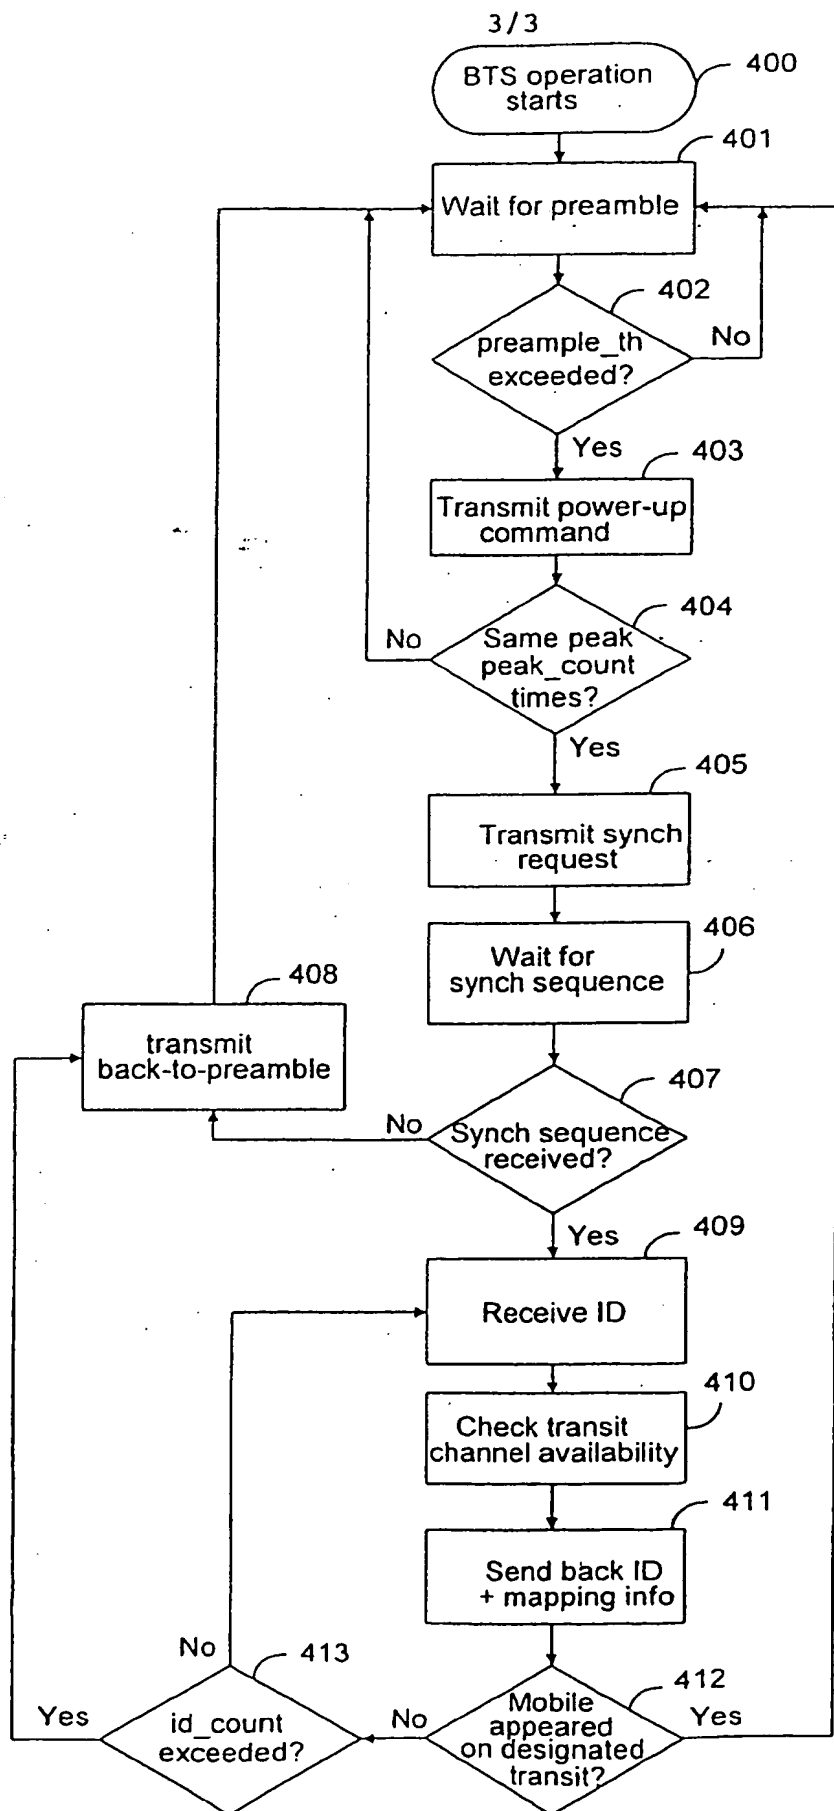 3/3
BTS operation
starts
400
401
Wait for preamble
402
preample_th
exceeded?
No
Yes
403
Transmit power-up
command
404
Same peak
peak_count
times?
No
Yes
405
Transmit synch
request
406
Wait for
synch sequence
408
transmit
back-to-preamble
407
Synch sequence
received?
No
Yes
409
Receive ID
410
Check transit
channel availability
411
Send back ID
+ mapping info
412
Mobile
appeared
on designated
transit?
Yes
No
413
id_count
exceeded?
No
Yes